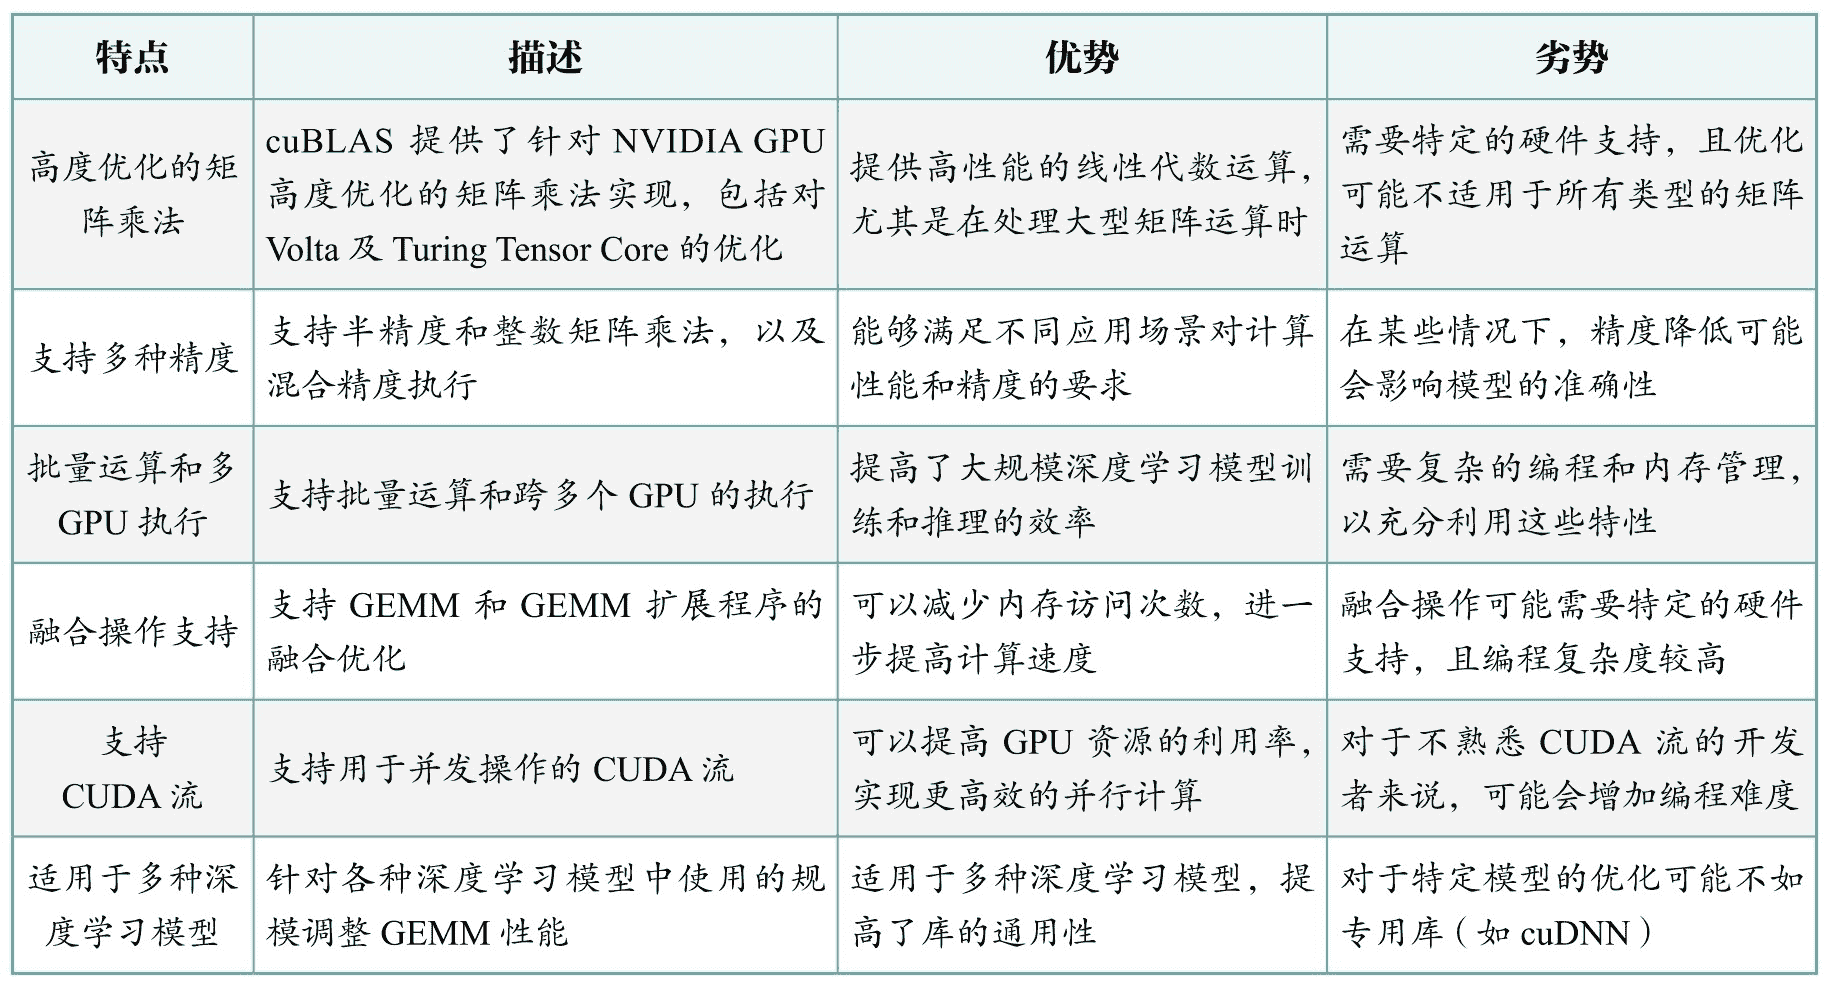 特点
描述
优势
劣势
高度优化的矩
阵乘法
cuBLAS 提供了针对 NVIDIA GPU
高度优化的矩阵乘法实现，包括对
Volta 及 Turing Tensor Core 的优化
提供高性能的线性代数运算，
尤其是在处理大型矩阵运算时
需要特定的硬件支持，且优化
可能不适用于所有类型的矩阵
运算
支持多种精度
支持半精度和整数矩阵乘法，以及
混合精度执行
能够满足不同应用场景对计算
性能和精度的要求
在某些情况下，精度降低可能
会影响模型的准确性
批量运算和多
GPU 执行
支持批量运算和跨多个 GPU 的执行
提高了大规模深度学习模型训
练和推理的效率
需要复杂的编程和内存管理，
以充分利用这些特性
融合操作支持
支持 GEMM 和 GEMM 扩展程序的
融合优化
可以减少内存访问次数，进一
步提高计算速度
融合操作可能需要特定的硬件
支持，且编程复杂度较高
支持
CUDA 流
支持用于并发操作的 CUDA 流
可以提高 GPU 资源的利用率，
实现更高效的并行计算
对于不熟悉 CUDA 流的开发
者来说，可能会增加编程难度
适用于多种深
度学习模型
针对各种深度学习模型中使用的规
模调整 GEMM 性能
适用于多种深度学习模型，提
高了库的通用性
对于特定模型的优化可能不如
专用库（如 cuDNN）